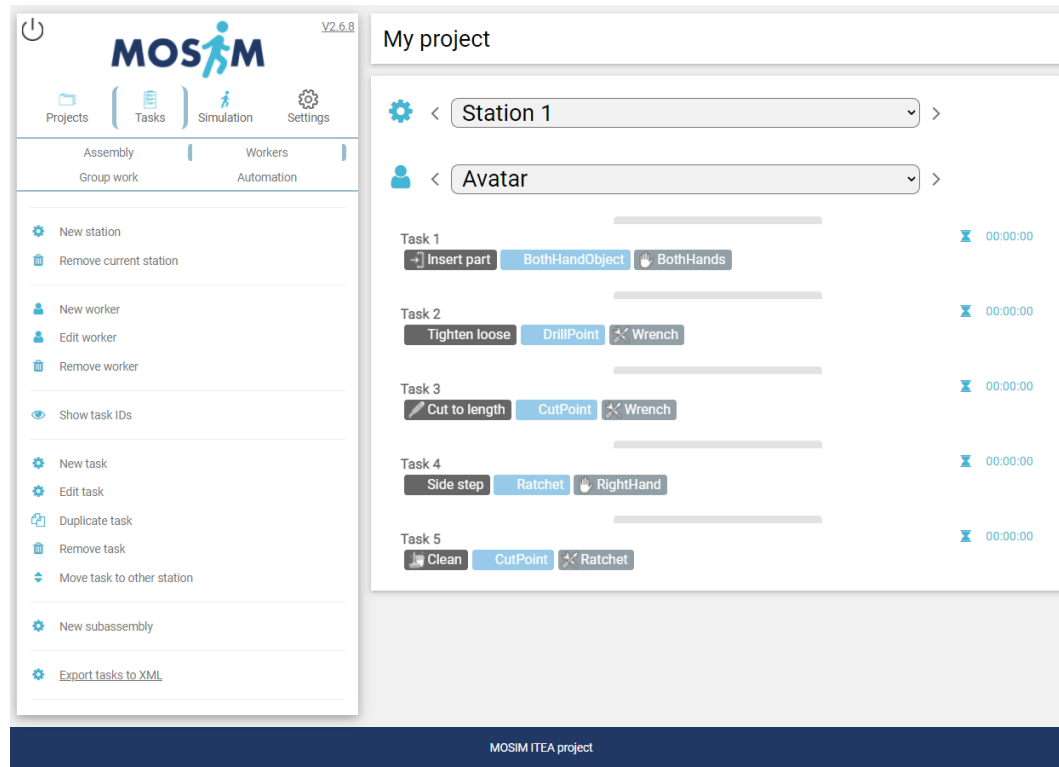 V2.6.8
MOSIM
Projects Tasks Simulation Settings
Assembly Workers
Group work Automation
New station
Remove current station
New worker
Edit worker
Remove worker
Show task IDs
New task
Edit task
Duplicate task
Remove task
Move task to other station
New subassembly
Export tasks to XML
My project
Station 1
Avatar
Task 1 00:00:00
Insert part BothHandObject BothHands
Task 2 00:00:00
Tighten loose DrillPoint Wrench
Task 3 00:00:00
Cut to length CutPoint Wrench
Task 4 00:00:00
Side step Ratchet RightHand
Task 5 00:00:00
Clean CutPoint Ratchet
MOSIM ITEA project